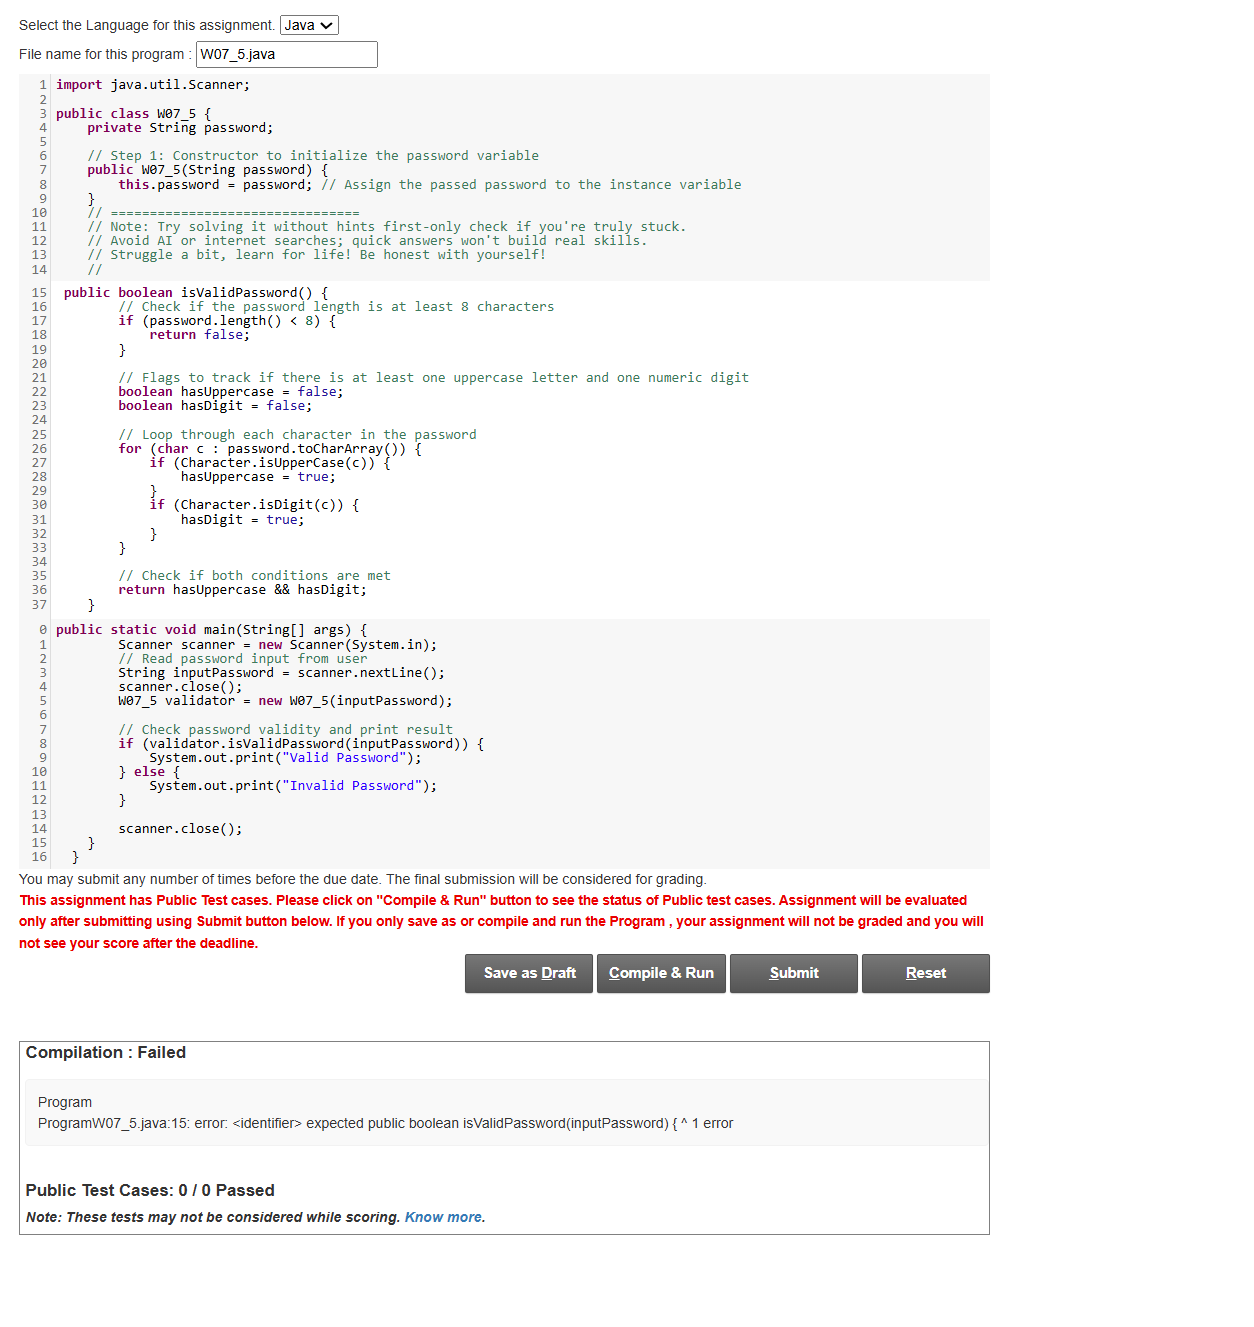 Select the Language for this assignment. Java
File name for this program : W07_5.java
1 import java.util.Scanner;
2
3 public class W07_5 {
4     private String password;
5
6     // Step 1: Constructor to initialize the password variable
7     public W07_5(String password) {
8         this.password = password; // Assign the passed password to the instance variable
9     }
10     // ================================
11     // Note: Try solving it without hints first-only check if you're truly stuck.
12     // Avoid AI or internet searches; quick answers won't build real skills.
13     // Struggle a bit, learn for life! Be honest with yourself!
14     //
15  public boolean isValidPassword() {
16         // Check if the password length is at least 8 characters
17         if (password.length() < 8) {
18             return false;
19         }
20
21         // Flags to track if there is at least one uppercase letter and one numeric digit
22         boolean hasUppercase = false;
23         boolean hasDigit = false;
24
25         // Loop through each character in the password
26         for (char c : password.toCharArray()) {
27             if (Character.isUpperCase(c)) {
28                 hasUppercase = true;
29             }
30             if (Character.isDigit(c)) {
31                 hasDigit = true;
32             }
33         }
34
35         // Check if both conditions are met
36         return hasUppercase && hasDigit;
37     }
0 public static void main(String[] args) {
1         Scanner scanner = new Scanner(System.in);
2         // Read password input from user
3         String inputPassword = scanner.nextLine();
4         scanner.close();
5         W07_5 validator = new W07_5(inputPassword);
6
7         // Check password validity and print result
8         if (validator.isValidPassword(inputPassword)) {
9             System.out.print("Valid Password");
10         } else {
11             System.out.print("Invalid Password");
12         }
13
14         scanner.close();
15     }
16   }
You may submit any number of times before the due date. The final submission will be considered for grading.
This assignment has Public Test cases. Please click on "Compile & Run" button to see the status of Public test cases. Assignment will be evaluated
only after submitting using Submit button below. If you only save as or compile and run the Program , your assignment will not be graded and you will
not see your score after the deadline.
Save as Draft Compile & Run Submit Reset
Compilation : Failed
Program
ProgramW07_5.java:15: error: <identifier> expected public boolean isValidPassword(inputPassword) { ^ 1 error
Public Test Cases: 0 / 0 Passed
Note: These tests may not be considered while scoring. Know more.